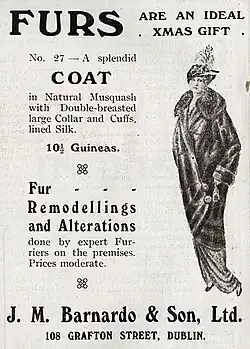 FURS
ARE AN IDEAL
XMAS GIFT.
No. 27 — A splendid
COAT
in Natural Musquash
with Double-breasted
large Collar and Cuffs,
lined Silk.
10½ Guineas.
Fur - - -
Remodellings
and Alterations
done by expert Fur-
riers on the premises.
Prices moderate.
J. M. Barnardo & Son, Ltd.
108 GRAFTON STREET, DUBLIN.